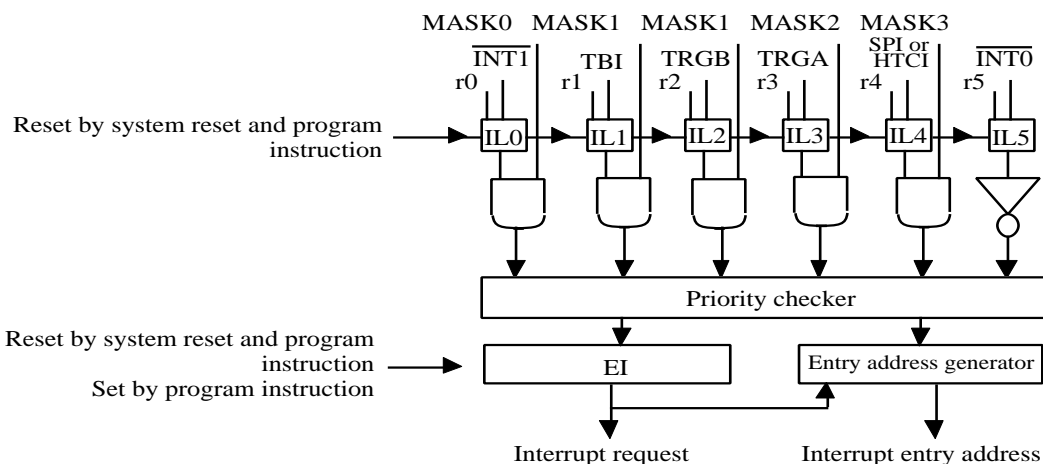 MASK0 MASK1 MASK1 MASK2 MASK3
INT1 TBI TRGB TRGA SPI or HTCI INT0
r0 r1 r2 r3 r4 r5
Reset by system reset and program instruction
IL0 IL1 IL2 IL3 IL4 IL5
Priority checker
Reset by system reset and program
instruction
Set by program instruction
EI
Entry address generator
Interrupt request
Interrupt entry address